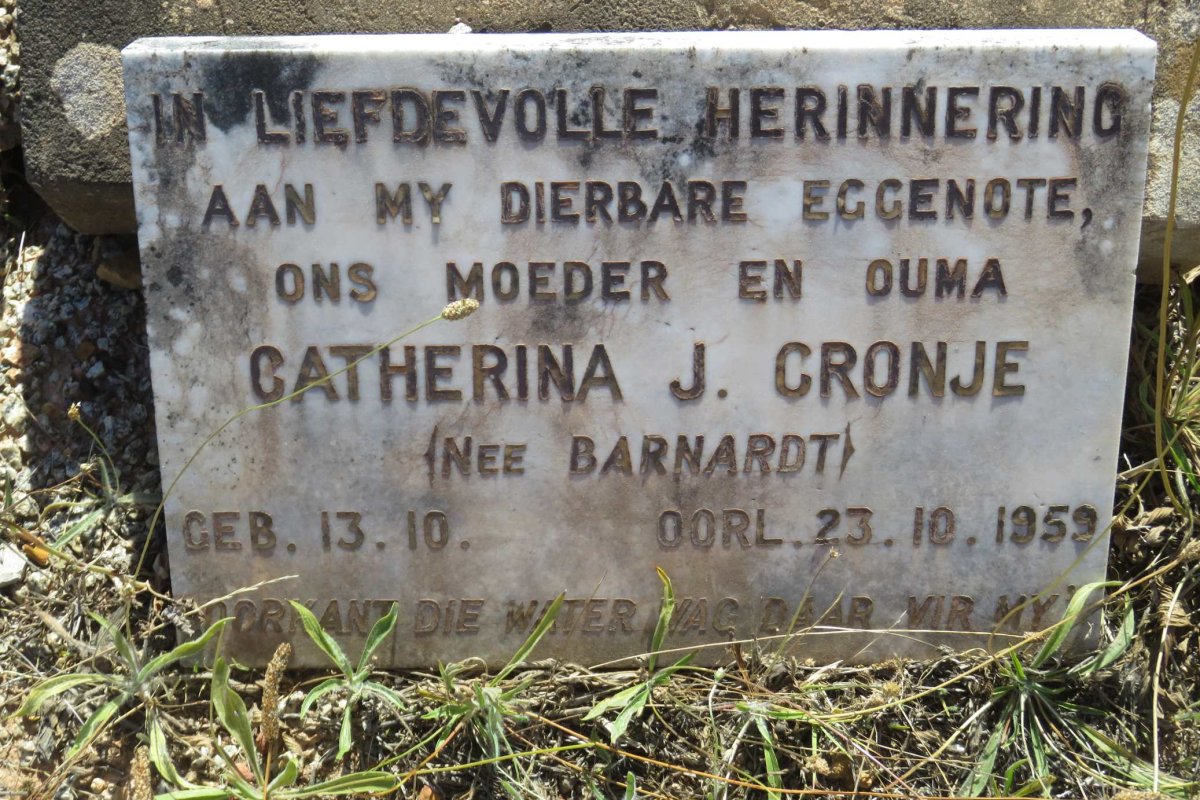 IN LIEFDEVOLLE HERINNERING
AAN MY DIERBARE EGGENOTE,
ONS MOEDER EN OUMA
CATHERINA J. CRONJE
(NEE BARNARDT)
GEB. 13. 10. OORL. 23. 10. 1959
OORKANT DIE WATER WAG DAAR VIR MY